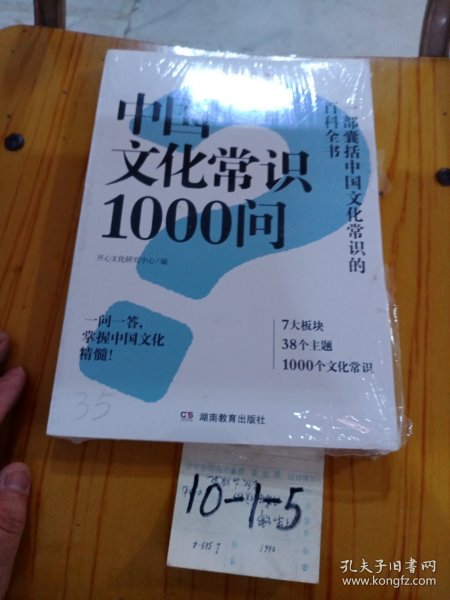 中国
文化常识
1000问
开心文化研究中心/编
一部囊括中国文化常识的
百科全书
一问一答,
掌握中国文化
精髓!
7大板块
38个主题
1000个文化常识
35
湖南教育出版社
10-1-5
1990
孔夫子旧书网
www.kongfz.com